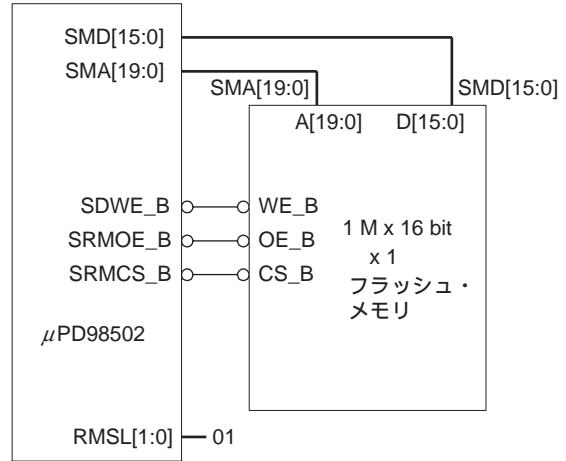 SMD[15:0]
SMA[19:0]
SMA[19:0]
SMD[15:0]
A[19:0] D[15:0]
SDWE_B WE_B
SRMOE_B OE_B
SRMCS_B CS_B
1 M x 16 bit
x 1
フラッシュ・
メモリ
μPD98502
RMSL[1:0] 01